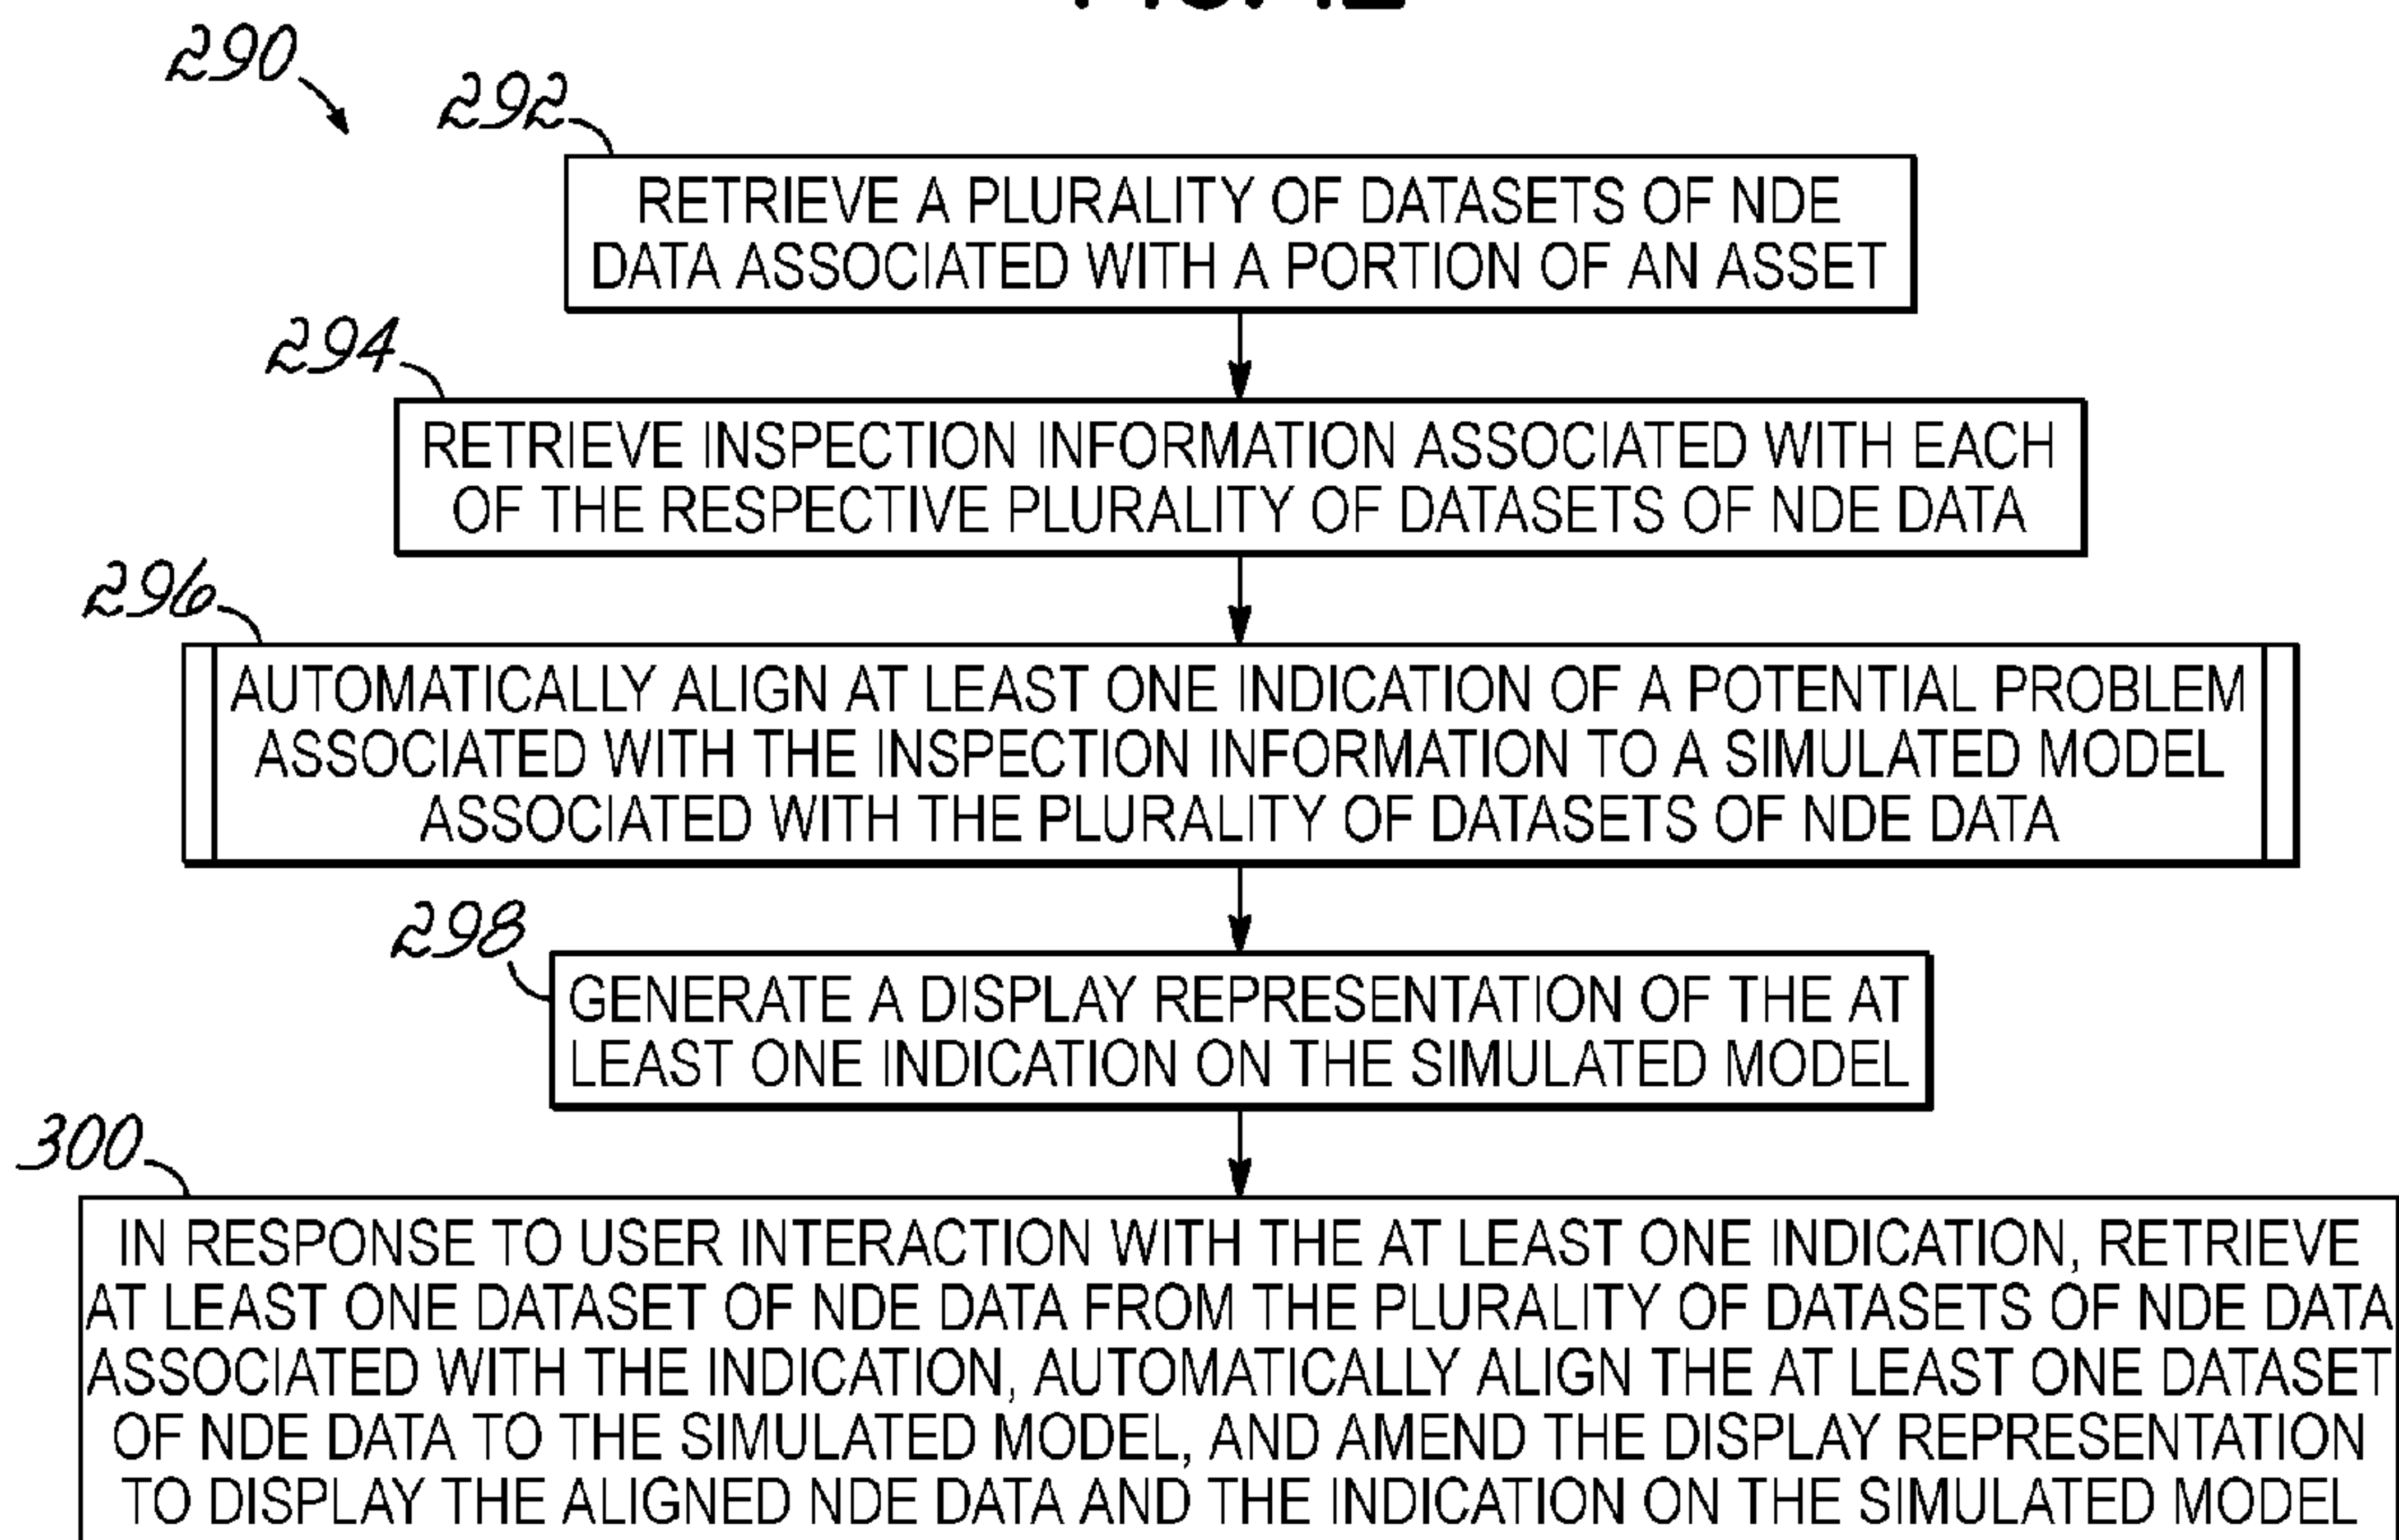 290
292
RETRIEVE A PLURALITY OF DATASETS OF NDE
DATA ASSOCIATED WITH A PORTION OF AN ASSET
294
RETRIEVE INSPECTION INFORMATION ASSOCIATED WITH EACH
OF THE RESPECTIVE PLURALITY OF DATASETS OF NDE DATA
296
AUTOMATICALLY ALIGN AT LEAST ONE INDICATION OF A POTENTIAL PROBLEM
ASSOCIATED WITH THE INSPECTION INFORMATION TO A SIMULATED MODEL
ASSOCIATED WITH THE PLURALITY OF DATASETS OF NDE DATA
298
GENERATE A DISPLAY REPRESENTATION OF THE AT
LEAST ONE INDICATION ON THE SIMULATED MODEL
300
IN RESPONSE TO USER INTERACTION WITH THE AT LEAST ONE INDICATION, RETRIEVE
AT LEAST ONE DATASET OF NDE DATA FROM THE PLURALITY OF DATASETS OF NDE DATA
ASSOCIATED WITH THE INDICATION, AUTOMATICALLY ALIGN THE AT LEAST ONE DATASET
OF NDE DATA TO THE SIMULATED MODEL, AND AMEND THE DISPLAY REPRESENTATION
TO DISPLAY THE ALIGNED NDE DATA AND THE INDICATION ON THE SIMULATED MODEL